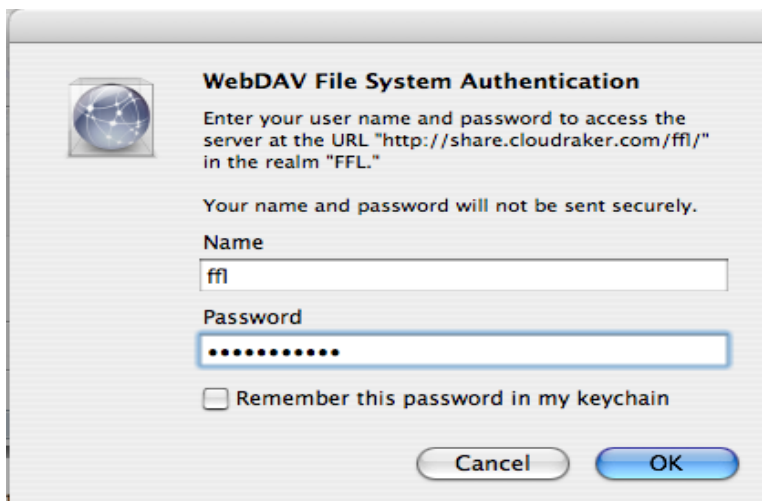 WebDAV File System Authentication
Enter your user name and password to access the
server at the URL "http://share.cloudraker.com/ffl/"
in the realm "FFL."
Your name and password will not be sent securely.
Name
ffl
Password
•••••••••••
Remember this password in my keychain
Cancel
OK